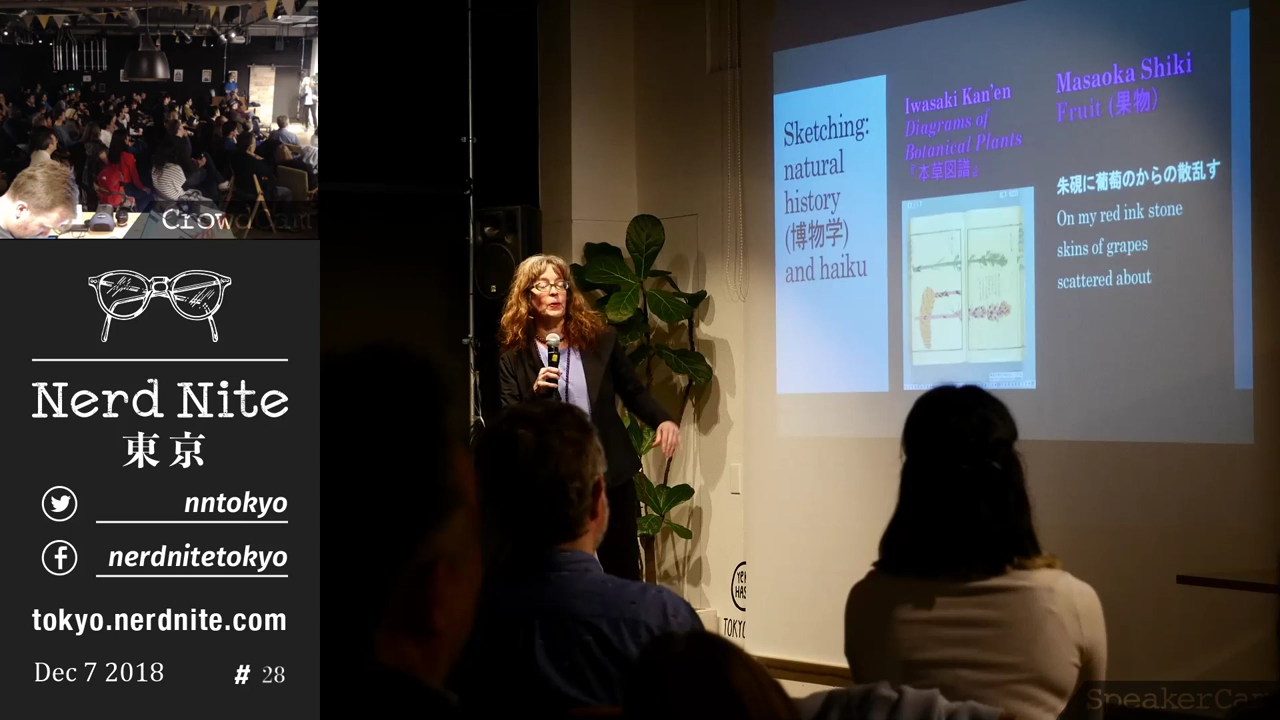 CrowdCam
Nerd Nite
東京
nntokyo
nerdnitetokyo
tokyo.nerdnite.com
Dec 7 2018 # 28
Sketching:
natural
history
(博物学)
and haiku
Iwasaki Kan'en
Diagrams of
Botanical Plants
『本草図譜』
Masaoka Shiki
Fruit (果物)
朱硯に葡萄のからの散乱す
On my red ink stone
skins of grapes
scattered about
TOKYO
SpeakerCam